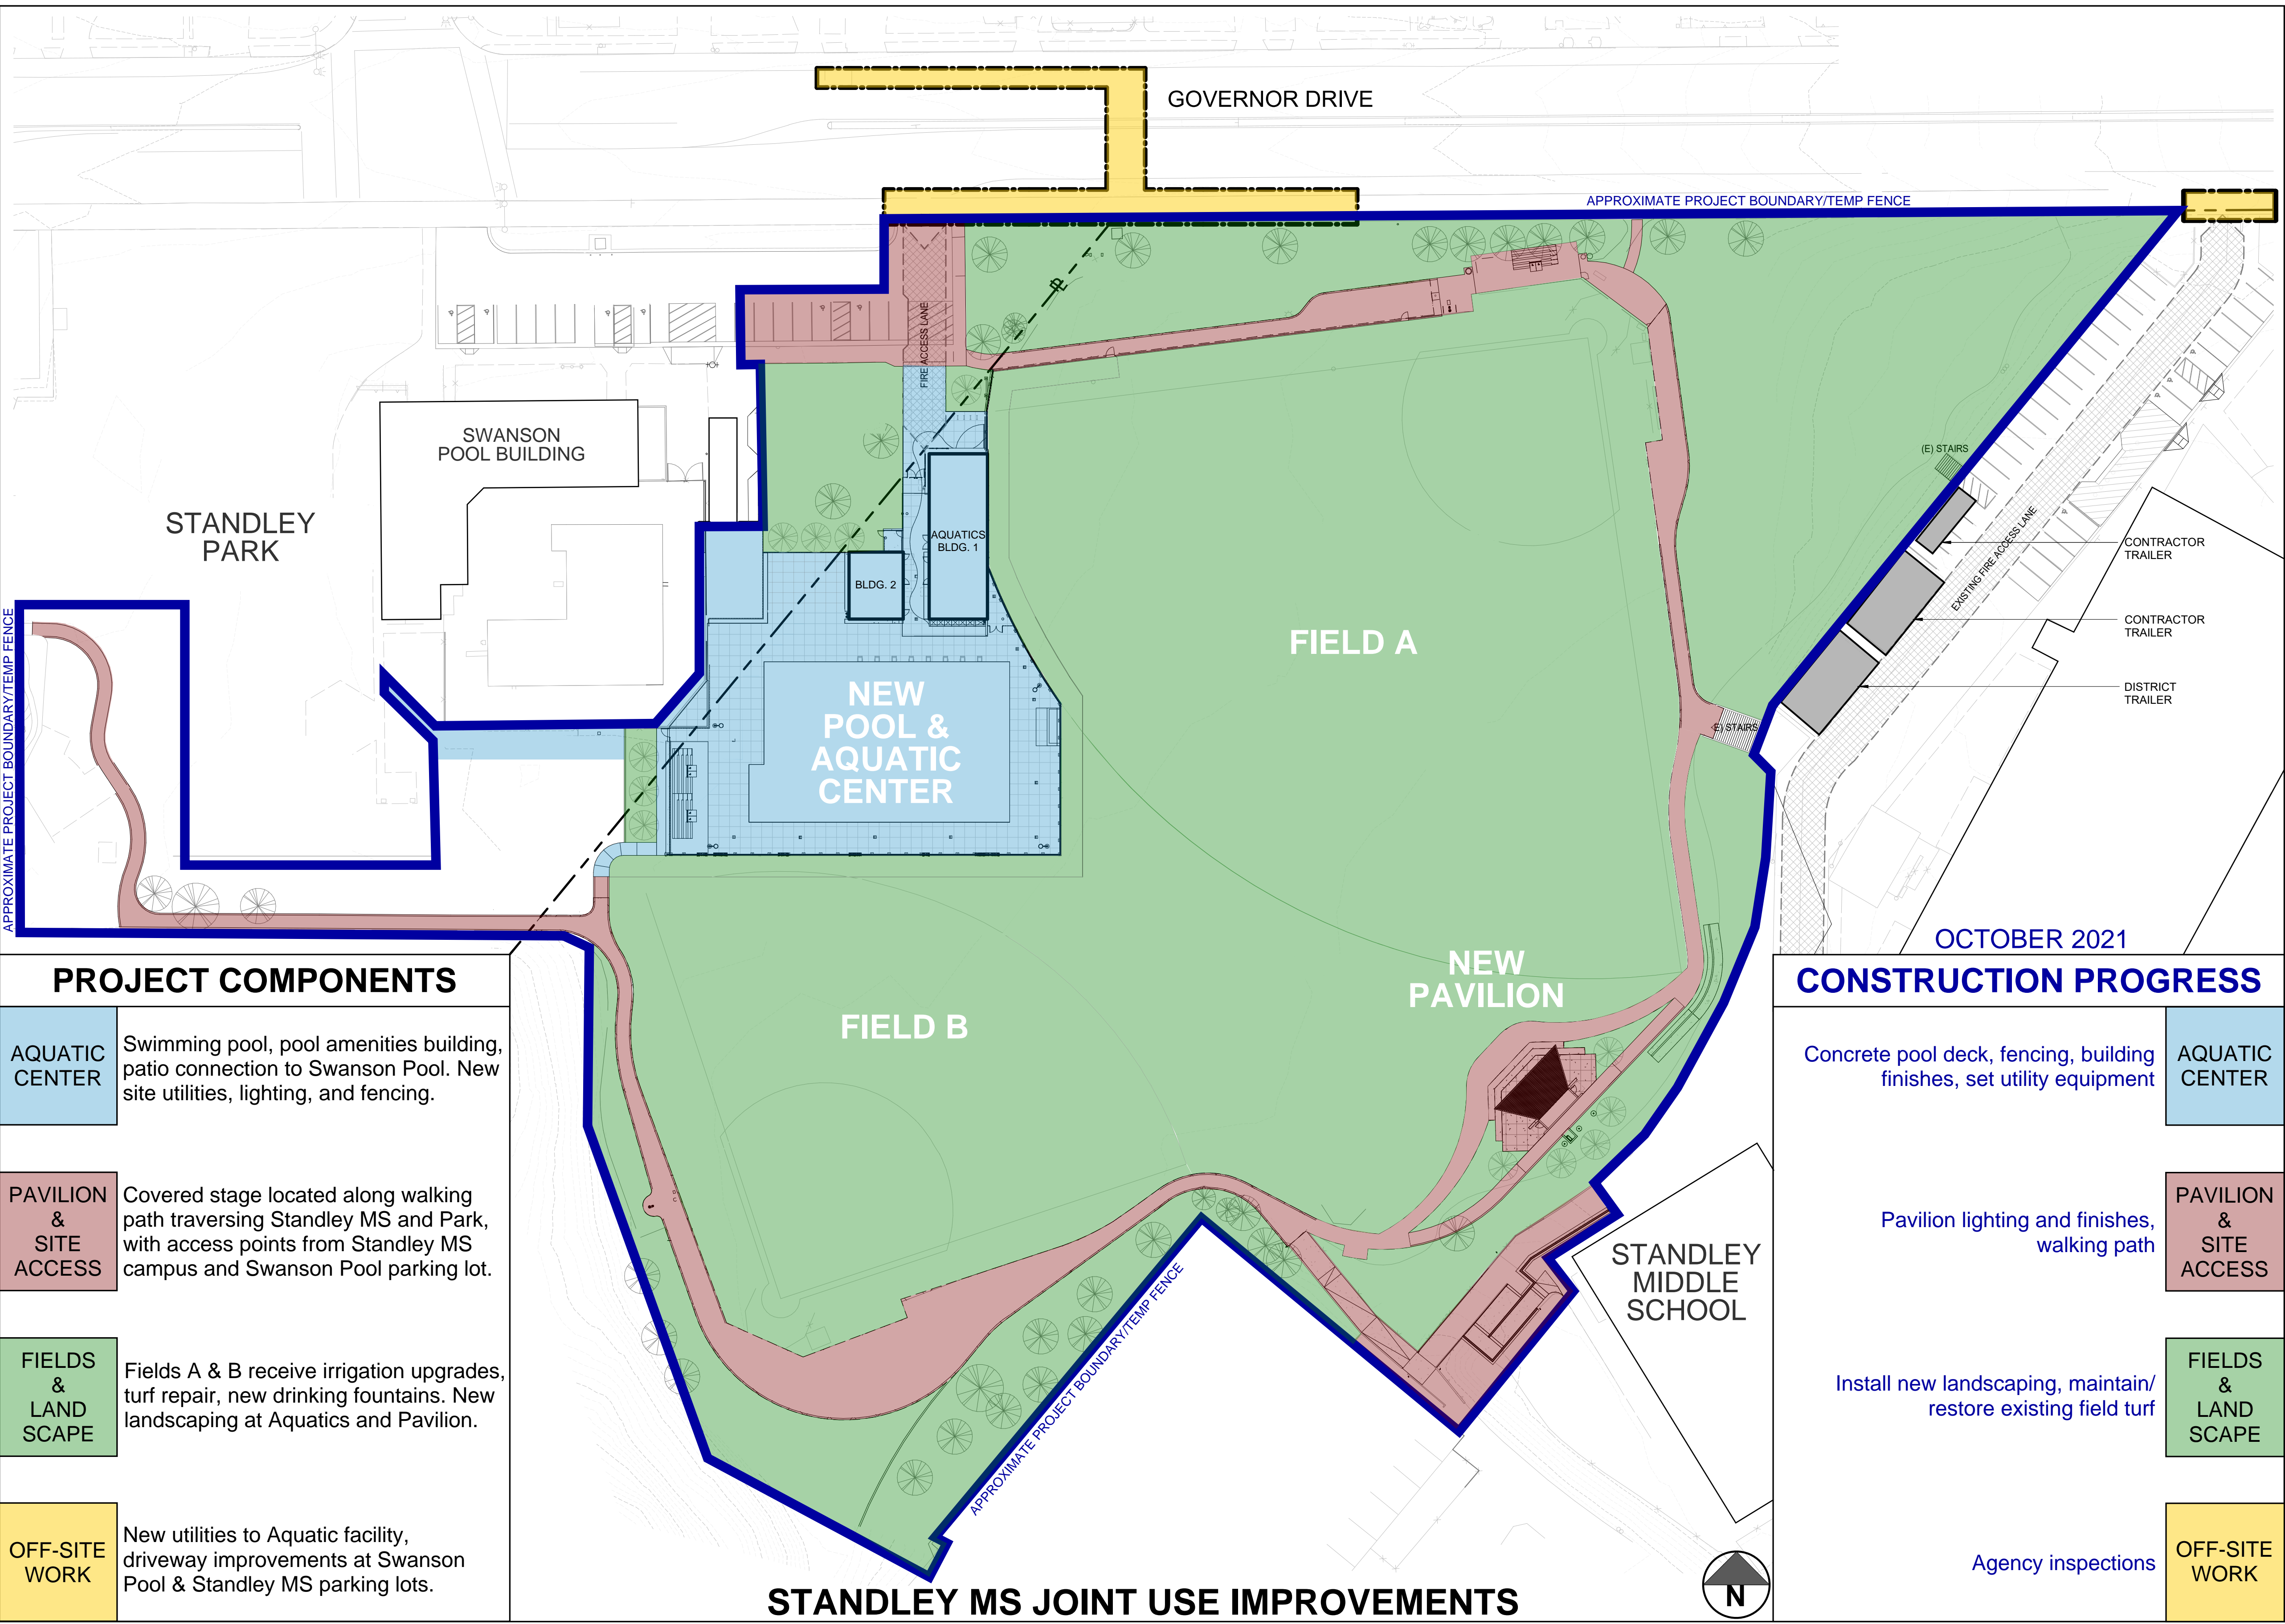 GOVERNOR DRIVE
APPROXIMATE PROJECT BOUNDARY/TEMP FENCE
FIRE ACCESS LANE
SWANSON
POOL BUILDING
STANDLEY
PARK
(E) STAIRS
AQUATICS
BLDG. 1
BLDG. 2
EXISTING FIRE ACCESS LANE
CONTRACTOR
TRAILER
CONTRACTOR
TRAILER
DISTRICT
TRAILER
FIELD A
NEW
POOL &
AQUATIC
CENTER
(E) STAIRS
APPROXIMATE PROJECT BOUNDARY/TEMP FENCE
NEW
PAVILION
FIELD B
STANDLEY
MIDDLE
SCHOOL
APPROXIMATE PROJECT BOUNDARY/TEMP FENCE
PROJECT COMPONENTS
AQUATIC
CENTER
Swimming pool, pool amenities building,
patio connection to Swanson Pool. New
site utilities, lighting, and fencing.
PAVILION
&
SITE
ACCESS
Covered stage located along walking
path traversing Standley MS and Park,
with access points from Standley MS
campus and Swanson Pool parking lot.
FIELDS
&
LAND
SCAPE
Fields A & B receive irrigation upgrades,
turf repair, new drinking fountains. New
landscaping at Aquatics and Pavilion.
OFF-SITE
WORK
New utilities to Aquatic facility,
driveway improvements at Swanson
Pool & Standley MS parking lots.
OCTOBER 2021
CONSTRUCTION PROGRESS
Concrete pool deck, fencing, building
finishes, set utility equipment
AQUATIC
CENTER
Pavilion lighting and finishes,
walking path
PAVILION
&
SITE
ACCESS
Install new landscaping, maintain/
restore existing field turf
FIELDS
&
LAND
SCAPE
Agency inspections
OFF-SITE
WORK
N
STANDLEY MS JOINT USE IMPROVEMENTS